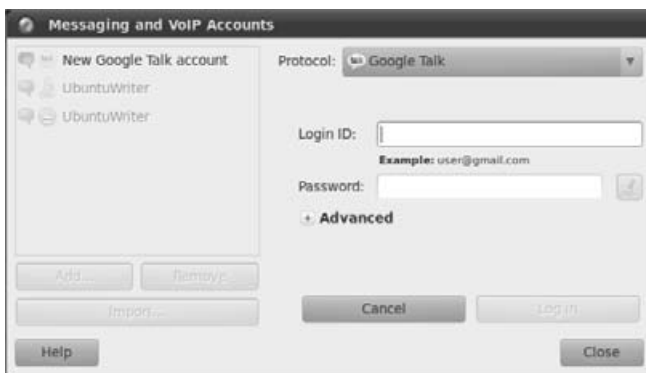 Messaging and VoIP Accounts
New Google Talk account
UbuntuWriter
UbuntuWriter
Add...
Remove
Import...
Protocol: Google Talk
Login ID:
Example: user@gmail.com
Password:
Advanced
Cancel
Log in
Help
Close